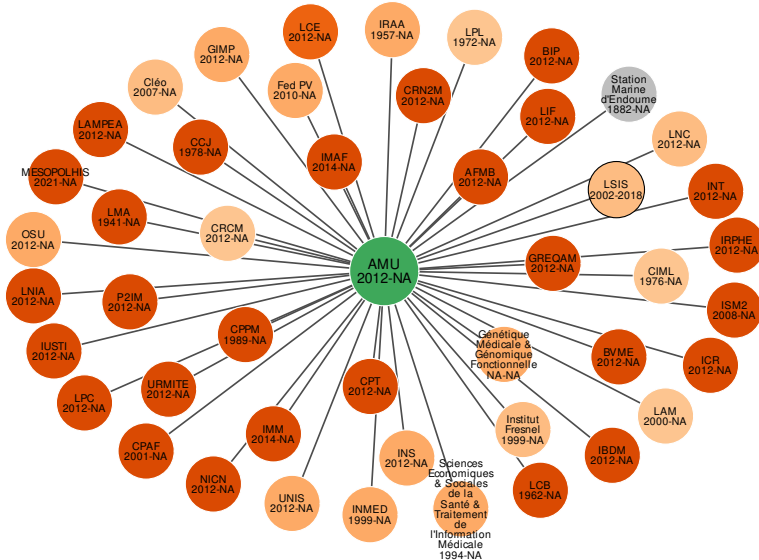 LCE
2012-NA
IRAA
1957-NA
LPL
1972-NA
GIMP
2012-NA
BIP
2012-NA
Cléo
2007-NA
Fed PV
2010-NA
CRN2M
2012-NA
Station
Marine
d'Endoume
1882-NA
LAMPEA
2012-NA
LIF
2012-NA
CCJ
1978-NA
LNC
2012-NA
IMAF
2014-NA
MESOPOLHIS
2021-NA
AFMB
2012-NA
LSIS
2002-2018
INT
2012-NA
LMA
1941-NA
CRCM
2012-NA
OSU
2012-NA
IRPHE
2012-NA
AMU
2012-NA
GREQAM
2012-NA
CIML
1976-NA
LNIA
2012-NA
P2IM
2012-NA
ISM2
2008-NA
CPPM
1989-NA
IUSTI
2012-NA
Génétique
Médicale &
Génomique
Fonctionnelle
NA-NA
BVME
2012-NA
ICR
2012-NA
URMITE
2012-NA
CPT
2012-NA
LPC
2012-NA
LAM
2000-NA
Institut
Fresnel
1999-NA
IMM
2014-NA
CPAF
2001-NA
IBDM
2012-NA
INS
2012-NA
NICN
2012-NA
LCB
1962-NA
UNIS
2012-NA
INMED
1999-NA
Sciences
Economiques
& Sociales
de la
Santé &
Traitement
de
l'Information
Médicale
1994-NA